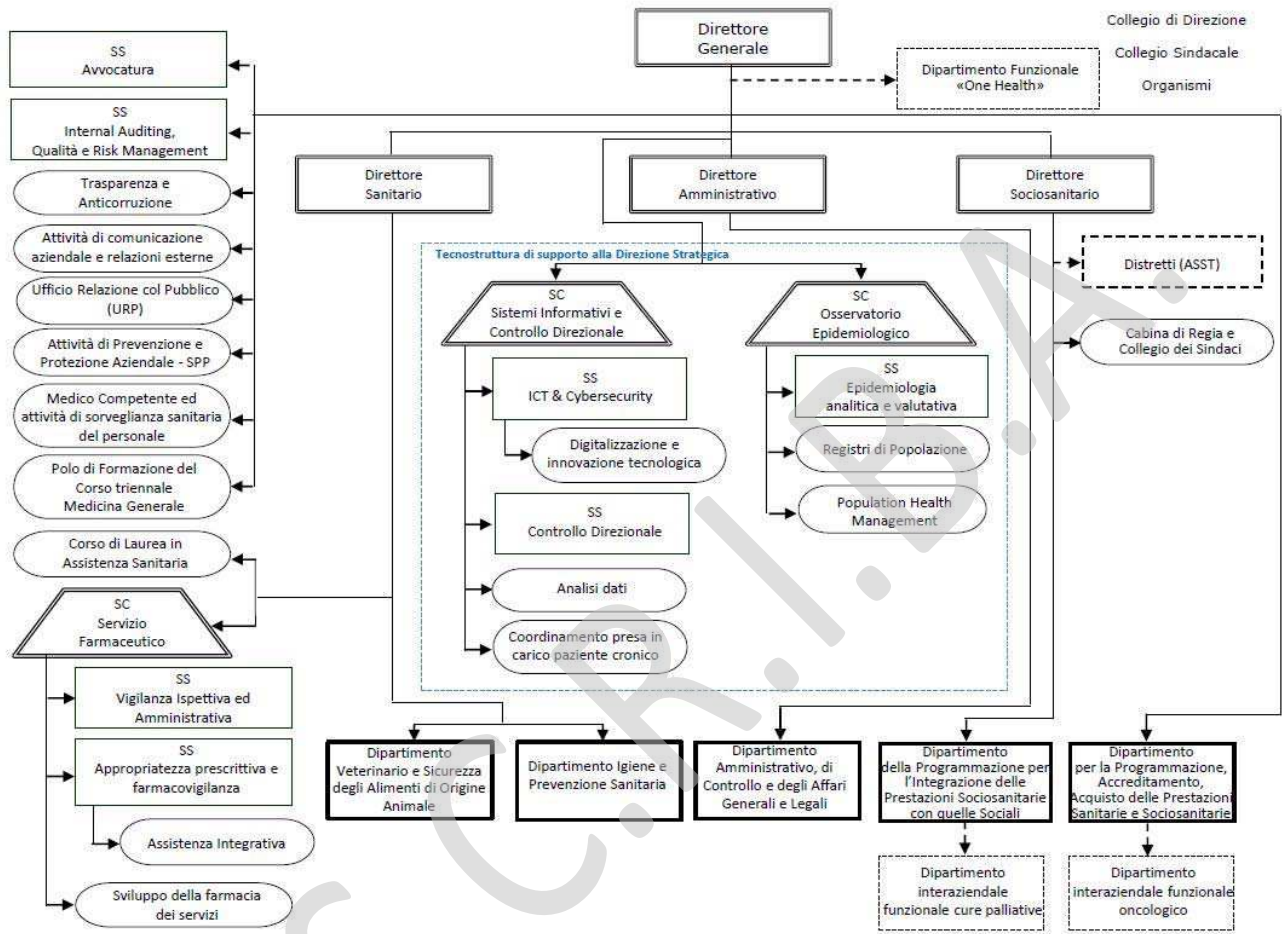 Direttore
Generale
Collegio di Direzione
Collegio Sindacale
Organismi
Dipartimento Funzionale
«One Health»
SS
Avvocatura
SS
Internal Auditing,
Qualità e Risk Management
Trasparenza e
Anticorruzione
Attività di comunicazione
aziendale e relazioni esterne
Ufficio Relazione col Pubblico
(URP)
Attività di Prevenzione e
Protezione Aziendale - SPP
Medico Competente ed
attività di sorveglianza sanitaria
del personale
Polo di Formazione del
Corso triennale
Medicina Generale
Corso di Laurea in
Assistenza Sanitaria
SC
Servizio
Farmaceutico
SS
Vigilanza Ispettiva ed
Amministrativa
SS
Appropriatezza prescrittiva e
farmacovigilanza
Assistenza Integrativa
Sviluppo della farmacia
dei servizi
Direttore
Sanitario
Direttore
Amministrativo
Direttore
Sociosanitario
Tecnostruttura di supporto alla Direzione Strategica
SC
Sistemi Informativi e
Controllo Direzionale
SS
ICT & Cybersecurity
Digitalizzazione e
innovazione tecnologica
SS
Controllo Direzionale
Analisi dati
Coordinamento presa in
carico paziente cronico
SC
Osservatorio
Epidemiologico
SS
Epidemiologia
analitica e valutativa
Registri di Popolazione
Population Health
Management
Distretti (ASST)
Cabina di Regia e
Collegio dei Sindaci
Dipartimento
Veterinario e Sicurezza
degli Alimenti di Origine
Animale
Dipartimento Igiene e
Prevenzione Sanitaria
Dipartimento
Amministrativo, di
Controllo e degli Affari
Generali e Legali
Dipartimento
della Programmazione per
l'Integrazione delle
Prestazioni Sociosanitarie
con quelle Sociali
Dipartimento
per la Programmazione,
Accreditamento,
Acquisto delle Prestazioni
Sanitarie e Sociosanitarie
Dipartimento
interaziendale
funzionale cure palliative
Dipartimento
interaziendale funzionale
oncologico
C.R.I.B.A.